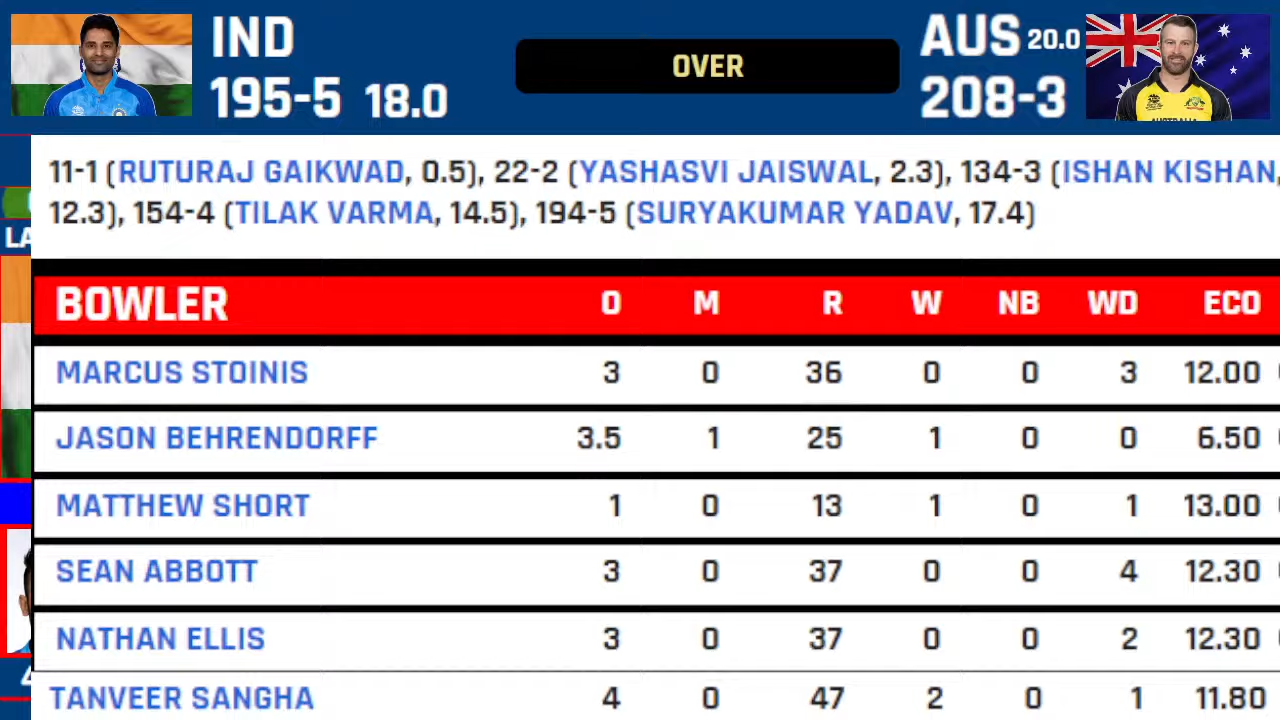 IND
195-5 18.0
OVER
AUS 20.0
208-3
11-1 (RUTURAJ GAIKWAD, 0.5), 22-2 (YASHASVI JAISWAL, 2.3), 134-3 (ISHAN KISHAN,
12.3), 154-4 (TILAK VARMA, 14.5), 194-5 (SURYAKUMAR YADAV, 17.4)
LA
BOWLER O M R W NB WD ECO
MARCUS STOINIS 3 0 36 0 0 3 12.00
JASON BEHRENDORFF 3.5 1 25 1 0 0 6.50
MATTHEW SHORT 1 0 13 1 0 1 13.00
SEAN ABBOTT 3 0 37 0 0 4 12.30
NATHAN ELLIS 3 0 37 0 0 2 12.30
TANVEER SANGHA 4 0 47 2 0 1 11.80